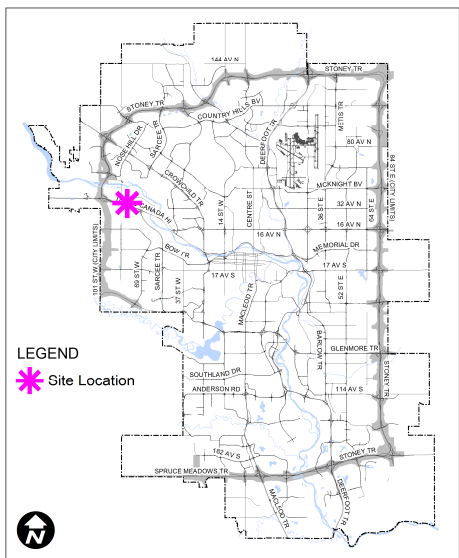 144 AV N
STONEY TR
STONEY TR
COUNTRY HILLS BV
NOSE HILL DR
SARCEE TR
DEERFOOT TR
METIS TR
80 AV N
CROWCHILD TR
MCKNIGHT BV
84 ST E (CITY LIMITS)
CANADA HI
14 ST W
CENTRE ST
36 ST E
32 AV N
64 ST E
16 AV N
16 AV N
101 ST W (CITY LIMITS)
BOW TR
MEMORIAL DR
69 ST W
SARCEE TR
37 ST W
17 AV S
17 AV S
52 ST E
MACLEOD TR
BARLOW TR
GLENMORE TR
LEGEND
Site Location
SOUTHLAND DR
ANDERSON RD
114 AV S
STONEY TR
162 AV S
STONEY TR
SPRUCE MEADOWS TR
MACLEOD TR
DEERFOOT TR
N